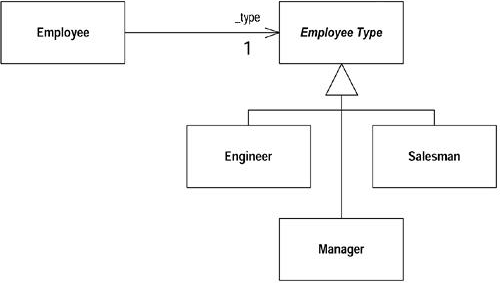 Employee
_type
1
Employee Type
Engineer
Salesman
Manager